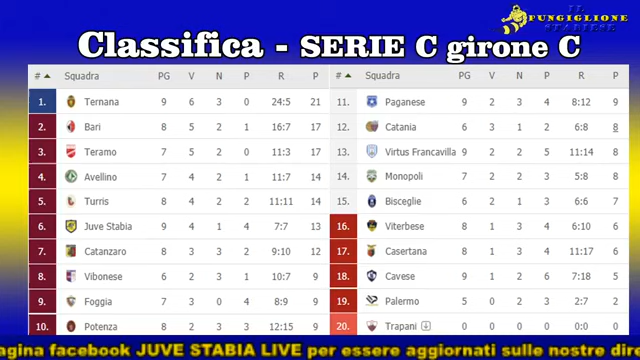 IL
PUNGIGLIONE
STABIESE
Classifica - SERIE C girone C
# Squadra PG V N P R P
1. Ternana 9 6 3 0 24:5 21
2. Bari 8 5 2 1 16:7 17
3. Teramo 7 5 2 0 11:3 17
4. Avellino 7 4 2 1 11:7 14
5. Turris 8 4 2 2 11:11 14
6. Juve Stabia 9 4 1 4 7:7 13
7. Catanzaro 8 3 3 2 9:10 12
8. Vibonese 6 2 3 1 10:7 9
9. Foggia 7 3 0 4 8:9 9
10. Potenza 8 2 3 3 12:15 9
# Squadra PG V N P R P
11. Paganese 9 2 3 4 8:12 9
12. Catania 6 3 1 2 6:8 8
13. Virtus Francavilla 9 2 2 5 11:14 8
14. Monopoli 7 2 2 3 5:8 8
15. Bisceglie 6 2 1 3 6:6 7
16. Viterbese 8 1 3 4 6:10 6
17. Casertana 8 1 3 4 11:17 6
18. Cavese 9 1 2 6 7:18 5
19. Palermo 5 0 2 3 2:7 2
20. Trapani 0 0 0 0 0:0 0
agina facebook JUVE STABIA LIVE per essere aggiornati sulle nostre dir